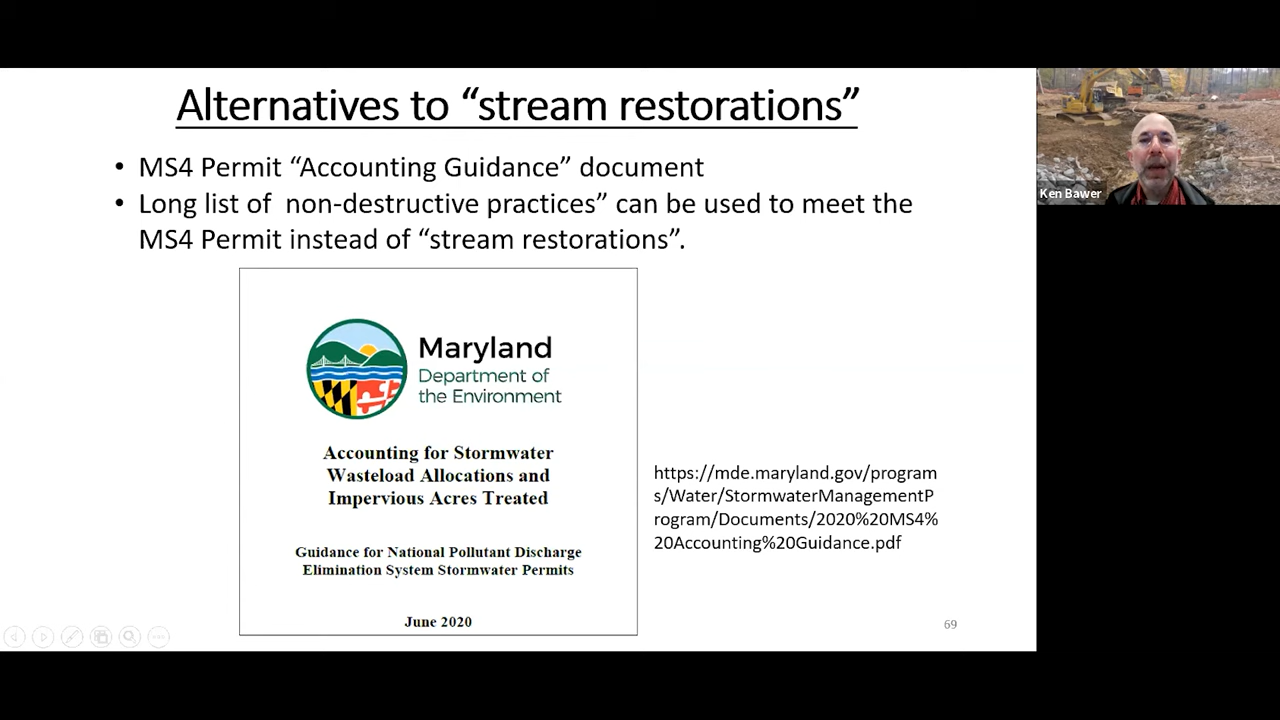 Alternatives to “stream restorations”
• MS4 Permit “Accounting Guidance” document
• Long list of  non-destructive practices” can be used to meet the
MS4 Permit instead of “stream restorations”.
Maryland
Department of
the Environment
Accounting for Stormwater
Wasteload Allocations and
Impervious Acres Treated
Guidance for National Pollutant Discharge
Elimination System Stormwater Permits
June 2020
https://mde.maryland.gov/program
s/Water/StormwaterManagementP
rogram/Documents/2020%20MS4%
20Accounting%20Guidance.pdf
69
Ken Bawer